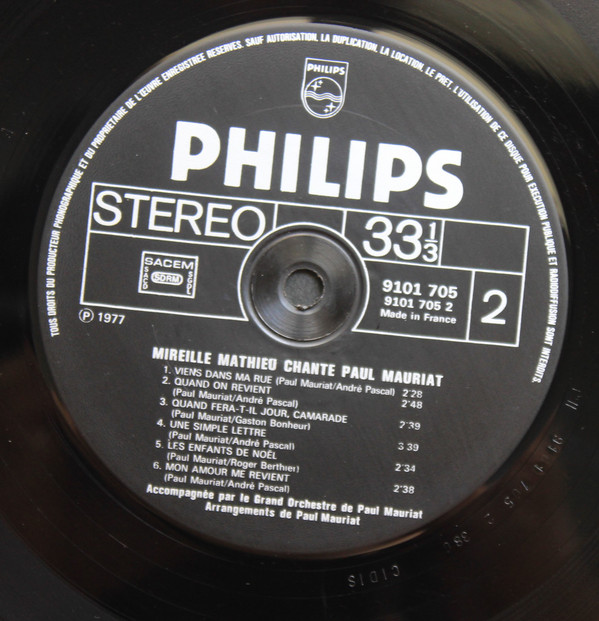 TOUS DROITS DU PRODUCTEUR PHONOGRAPHIQUE ET DU PROPRIETAIRE DE L'ŒUVRE ENREGISTREE RESERVES. SAUF AUTORISATION, LA DUPLICATION, LA LOCATION, LE PRET, L'UTILISATION DE CE DISQUE POUR EXECUTION PUBLIQUE ET RADIODIFFUSION SONT INTERDITS.
PHILIPS
PHILIPS
STEREO
33 1/3
SACEM
SACD
SDRM
SGDL
9101 705
9101 705 2
Made in France
2
Ⓟ 1977
MIREILLE MATHIEU CHANTE PAUL MAURIAT
1. VIENS DANS MA RUE (Paul Mauriat/André Pascal) 2'28
2. QUAND ON REVIENT
(Paul Mauriat/André Pascal) 2'48
3. QUAND FERA-T-IL JOUR, CAMARADE
(Paul Mauriat/Gaston Bonheur) 2'39
4. UNE SIMPLE LETTRE
(Paul Mauriat/André Pascal) 3'39
5. LES ENFANTS DE NOËL
(Paul Mauriat/Roger Berthier) 2'34
6. MON AMOUR ME REVIENT
(Paul Mauriat/André Pascal) 2'38
Accompagnée par le Grand Orchestre de Paul Mauriat
Arrangements de Paul Mauriat